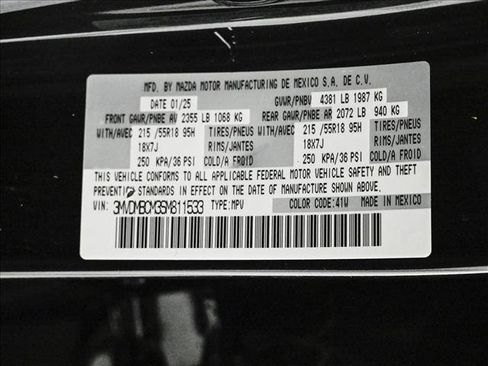 MFD. BY MAZDA MOTOR MANUFACTURING DE MEXICO S.A. DE C.V.
DATE 01/25 GVWR/PNBV 4381 LB 1987 KG
FRONT GAWR/PNBE AV 2355 LB 1068 KG REAR GAWR/PNBE AR 2072 LB 940 KG
WITH/AVEC 215 /55R18 95H TIRES/PNEUS WITH/AVEC 215 /55R18 95H TIRES/PNEUS
18X7J RIMS/JANTES 18X7J RIMS/JANTES
250 KPA/36 PSI COLD/A FROID 250 KPA/36 PSI COLD/A FROID
THIS VEHICLE CONFORMS TO ALL APPLICABLE FEDERAL MOTOR VEHICLE SAFETY AND THEFT
PREVENTION STANDARDS IN EFFECT ON THE DATE OF MANUFACTURE SHOWN ABOVE.
VIN: 3MVDMBCM3SM811533 TYPE:MPV COLOR CODE:41W MADE IN MEXICO